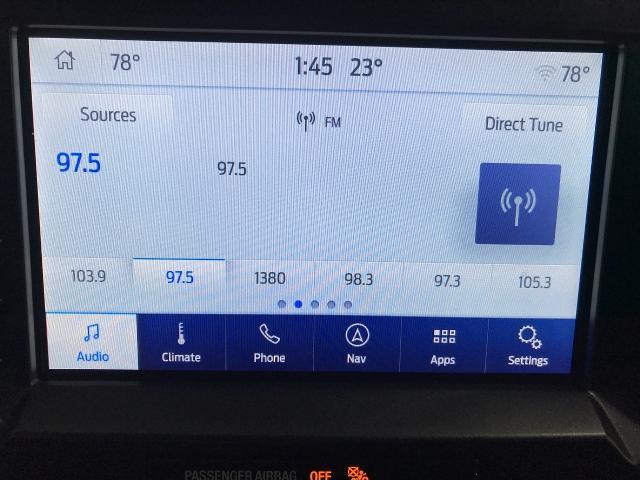 78° 1:45 23° 78°
Sources FM Direct Tune
97.5 97.5
103.9 97.5 1380 98.3 97.3 105.3
Audio Climate Phone Nav Apps Settings
PASSENGER AIRBAG OFF